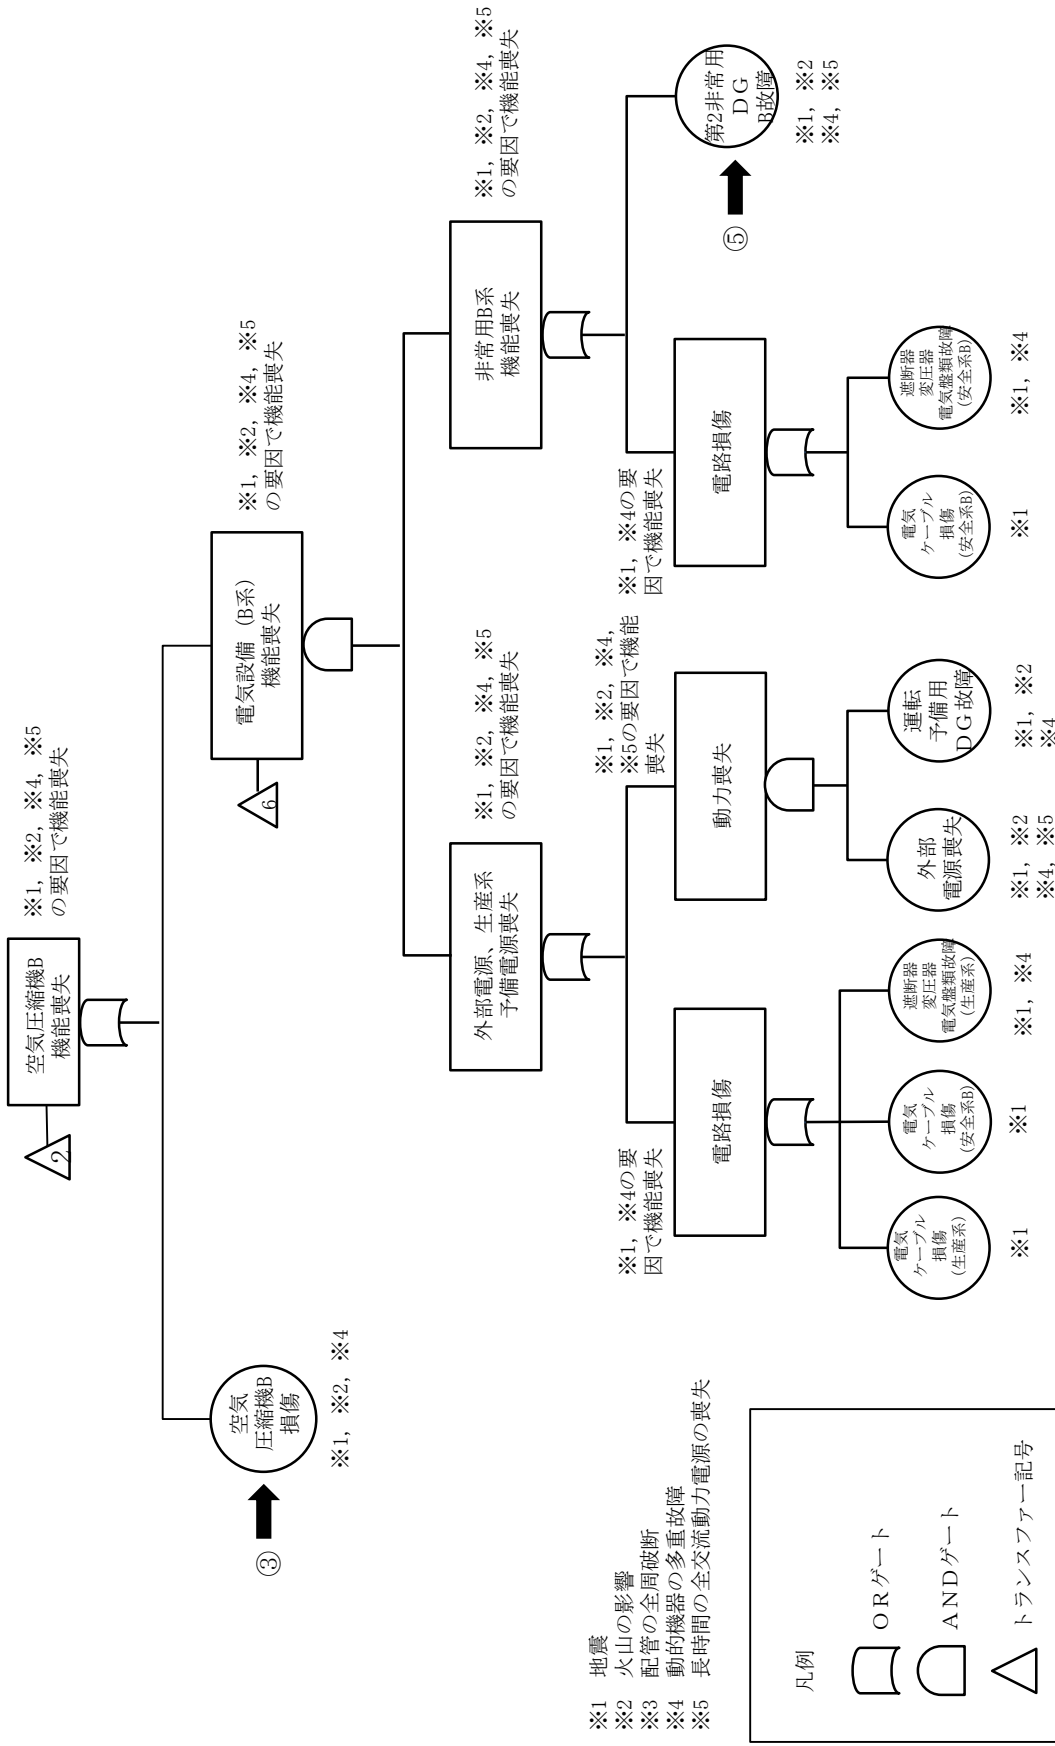 空気圧縮機B
機能喪失
※1, ※2, ※4, ※5
の要因で機能喪失
2
③
空気
圧縮機B
損傷
※1, ※2, ※4
電気設備（B系）
機能喪失
※1, ※2, ※4, ※5
の要因で機能喪失
6
外部電源、生産系
予備電源喪失
※1, ※2, ※4, ※5
の要因で機能喪失
非常用B系
機能喪失
※1, ※2, ※4, ※5
の要因で機能喪失
電路損傷
※1, ※4の要
因で機能喪失
動力喪失
※1, ※2, ※4,
※5の要因で機能
喪失
電路損傷
※1, ※4の要
因で機能喪失
⑤
第2非常用
DG
B故障
※1, ※2
※4, ※5
電気
ケーブル
損傷
(生産系)
※1
電気
ケーブル
損傷
(安全系B)
※1
遮断器
変圧器
電気盤類故障
(生産系)
※1, ※4
外部
電源喪失
※1, ※2
※4, ※5
運転
予備用
DG故障
※1, ※2
※4
電気
ケーブル
損傷
(安全系B)
※1
遮断器
変圧器
電気盤類故障
(安全系B)
※1, ※4
※1 地震
※2 火山の影響
※3 配管の全周破断
※4 動的機器の多重故障
※5 長時間の全交流動力電源の喪失
凡例
ORゲート
ANDゲート
トランスファー記号